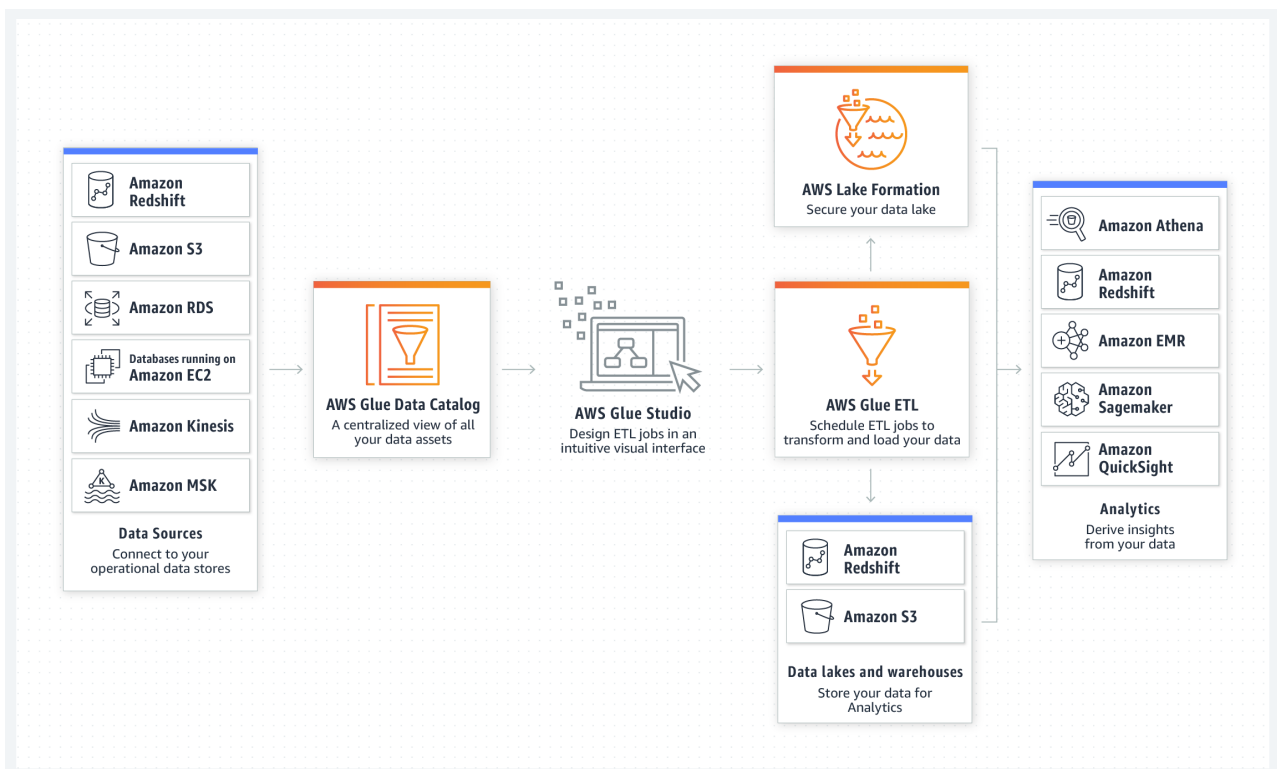 Amazon
Redshift
Amazon S3
Amazon RDS
Databases running on
Amazon EC2
Amazon Kinesis
K
Amazon MSK
Data Sources
Connect to your
operational data stores
AWS Glue Data Catalog
A centralized view of all
your data assets
AWS Glue Studio
Design ETL jobs in an
intuitive visual interface
AWS Lake Formation
Secure your data lake
AWS Glue ETL
Schedule ETL jobs to
transform and load your data
Amazon
Redshift
Amazon S3
Data lakes and warehouses
Store your data for
Analytics
Amazon Athena
Amazon
Redshift
Amazon EMR
Amazon
Sagemaker
Amazon
QuickSight
Analytics
Derive insights
from your data